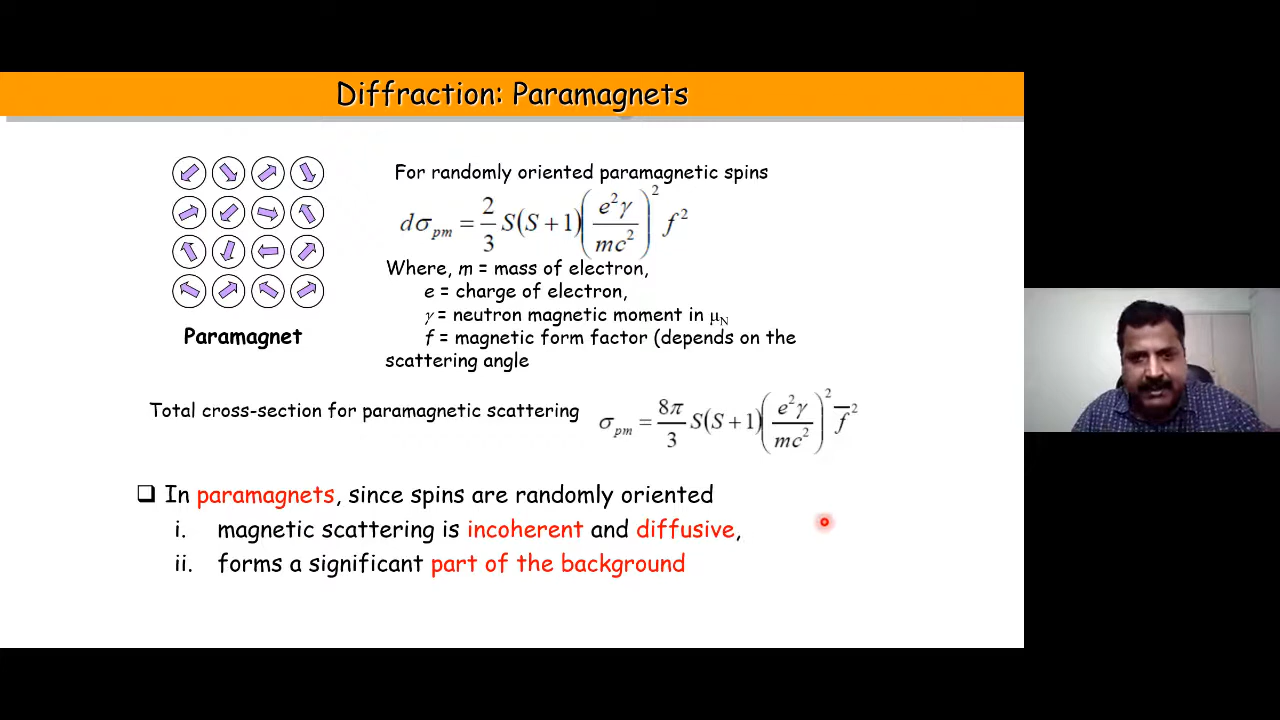 Diffraction: Paramagnets
For randomly oriented paramagnetic spins
dσ_pm = 2/3 S(S+1)(e²γ/mc²)² f²
Where, m = mass of electron,
e = charge of electron,
γ = neutron magnetic moment in μ_N
f = magnetic form factor (depends on the
scattering angle
Paramagnet
Total cross-section for paramagnetic scattering σ_pm = 8π/3 S(S+1)(e²γ/mc²)² f̅²
❑ In paramagnets, since spins are randomly oriented
i. magnetic scattering is incoherent and diffusive,
ii. forms a significant part of the background